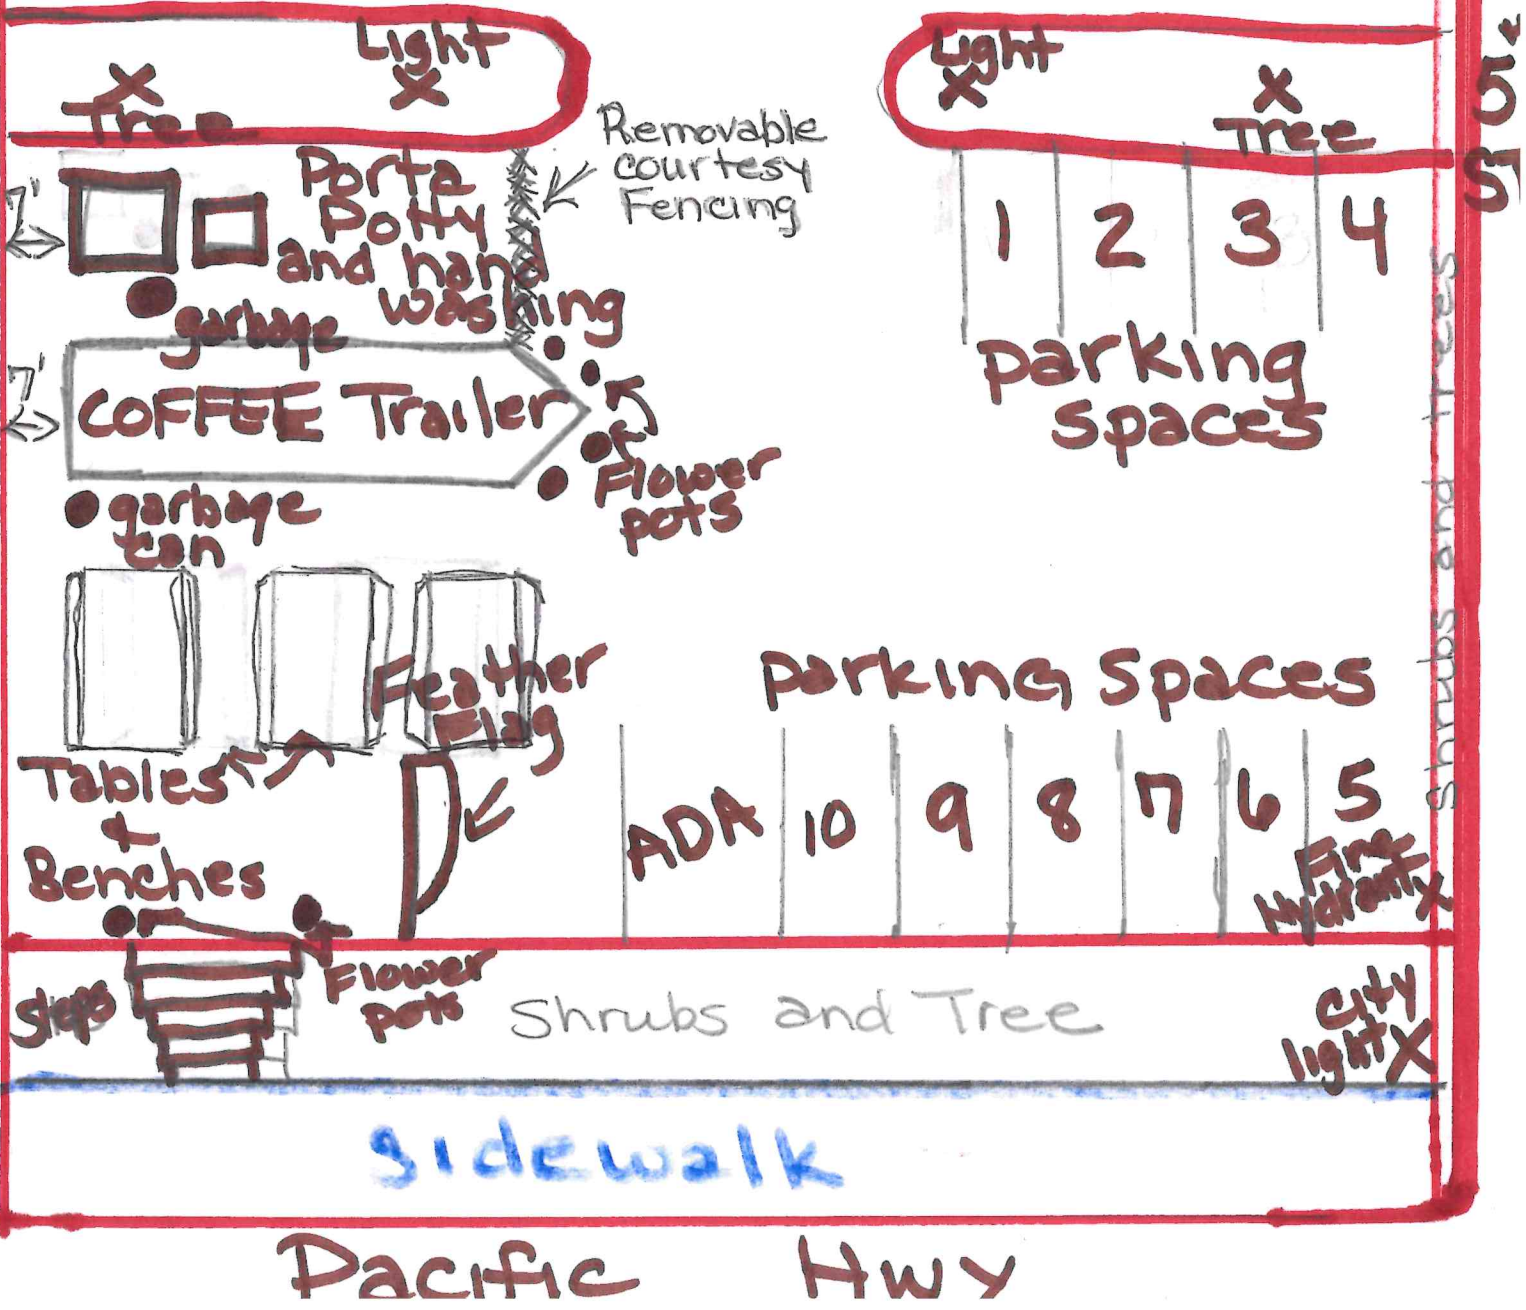 Light
X
X
Tree
Light
X
X
Tree
Removable
courtesy
Fencing
Porta
Potty
and hand
washing
7'
garbage
1
2
3
4
parking
spaces
7'
COFFEE Trailer
Flower
pots
garbage
can
Shrubs and trees
Feather
Flag
Tables
+
Benches
parking Spaces
ADA
10
9
8
7
6
5
Fire
Hydrant X
steps
Flower
pots
Shrubs and Tree
City
light X
Sidewalk
Pacific Hwy